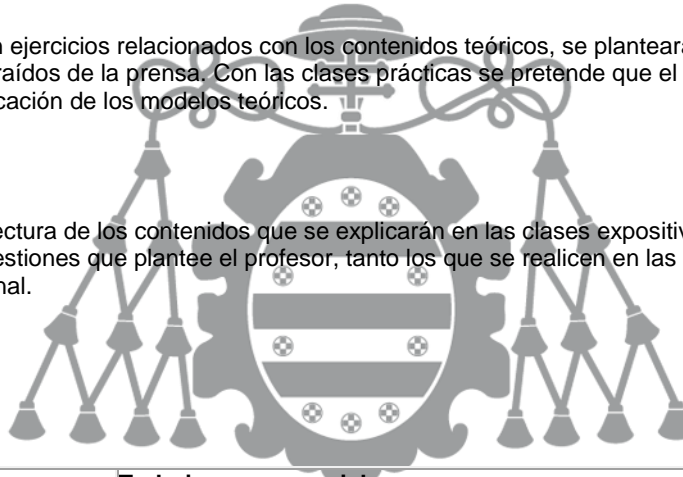 ejercicios relacionados con los contenidos teóricos, se plantear
raídos de la prensa. Con las clases prácticas se pretende que el
cación de los modelos teóricos.
ectura de los contenidos que se explicarán en las clases expositiv
estiones que plantee el profesor, tanto los que se realicen en las
nal.